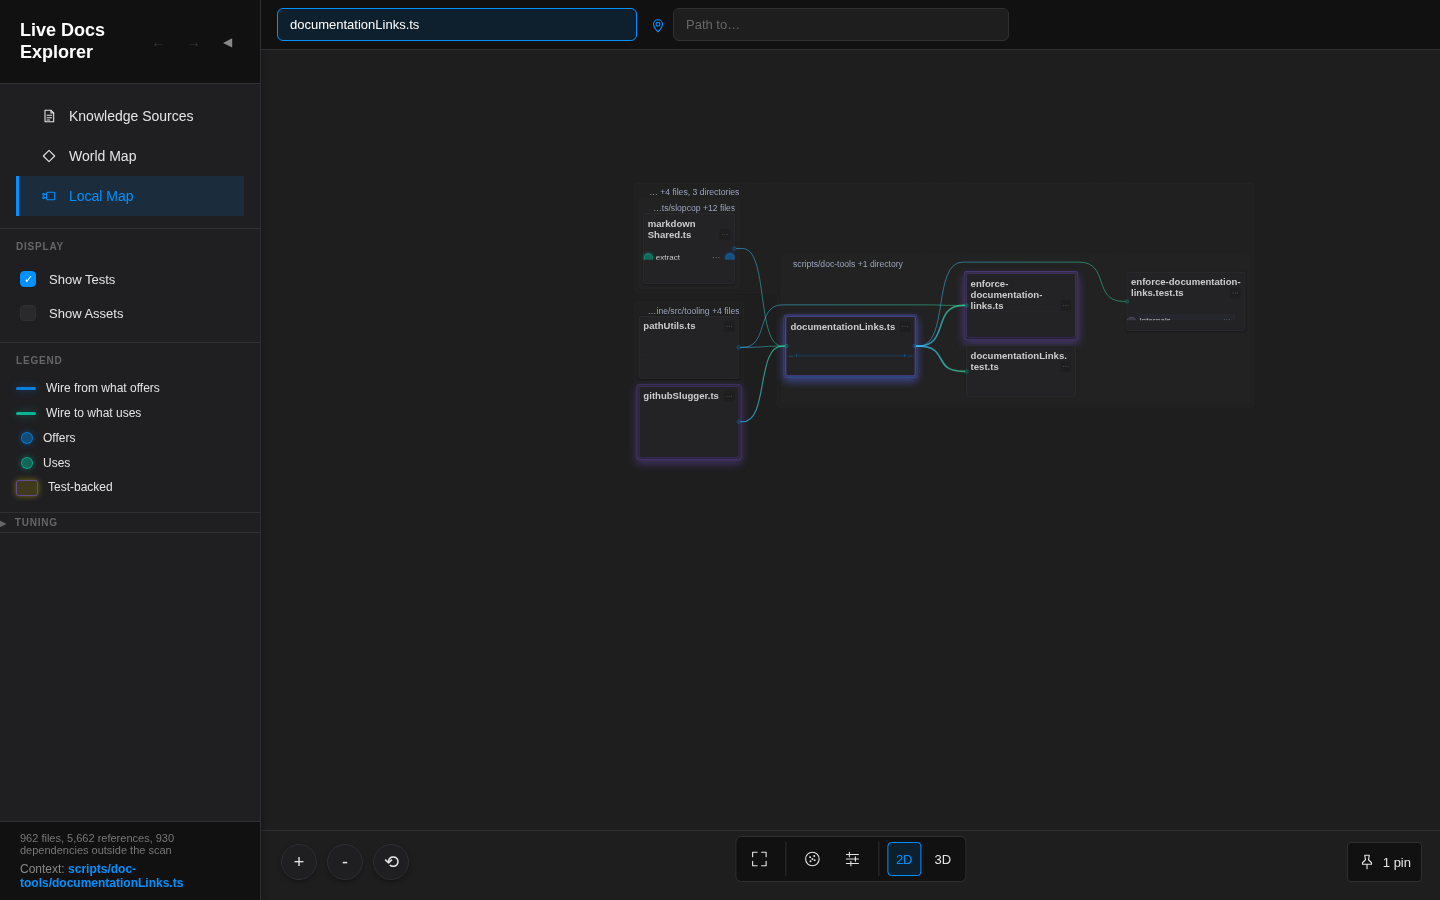 Live Docs
Explorer
← → ◀
documentationLinks.ts
Path to…
Knowledge Sources
World Map
Local Map
DISPLAY
✓ Show Tests
Show Assets
LEGEND
Wire from what offers
Wire to what uses
Offers
Uses
Test-backed
▶ TUNING
962 files, 5,662 references, 930
dependencies outside the scan
Context: scripts/doc-
tools/documentationLinks.ts
… +4 files, 3 directories
…ts/slopcop +12 files
markdown
Shared.ts
extract
…ine/src/tooling +4 files
pathUtils.ts
githubSlugger.ts
scripts/doc-tools +1 directory
documentationLinks.ts
enforce-
documentation-
links.ts
documentationLinks.
test.ts
enforce-documentation-
links.test.ts
+ - ⟲
2D 3D
1 pin